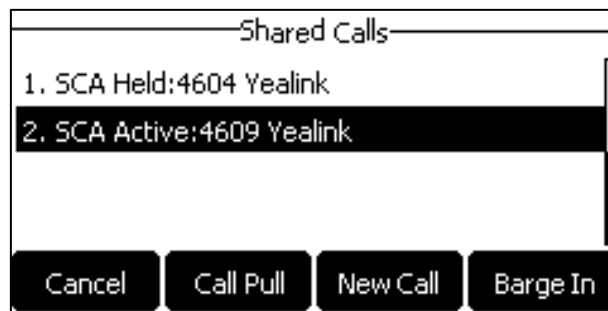 Shared Calls
1. SCA Held:4604 Yealink
2. SCA Active:4609 Yealink
Cancel Call Pull New Call Barge In